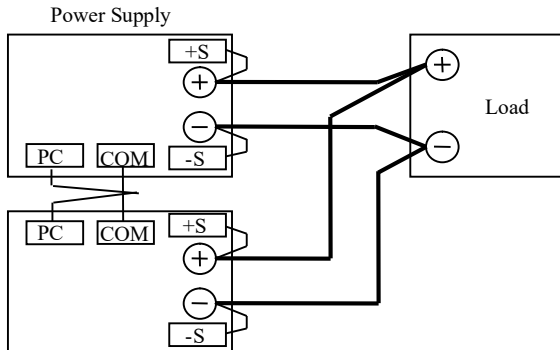 Power Supply
+S
+
−
-S
PC COM
+
Load
−
PC COM
+S
+
−
-S